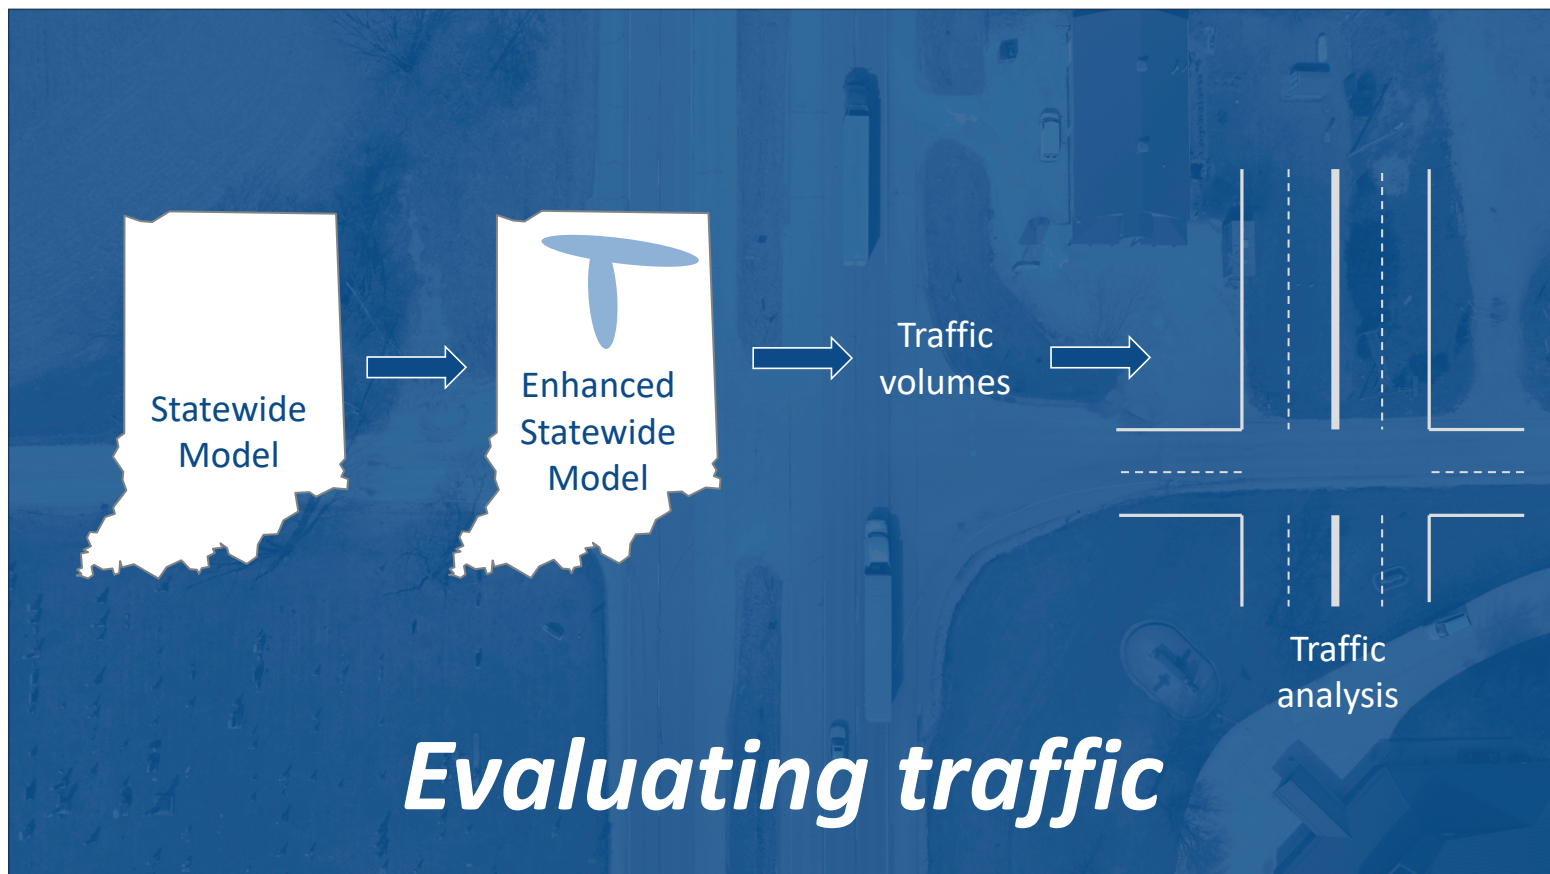 Statewide
Model
Enhanced
Statewide
Model
Traffic
volumes
Traffic
analysis
Evaluating traffic